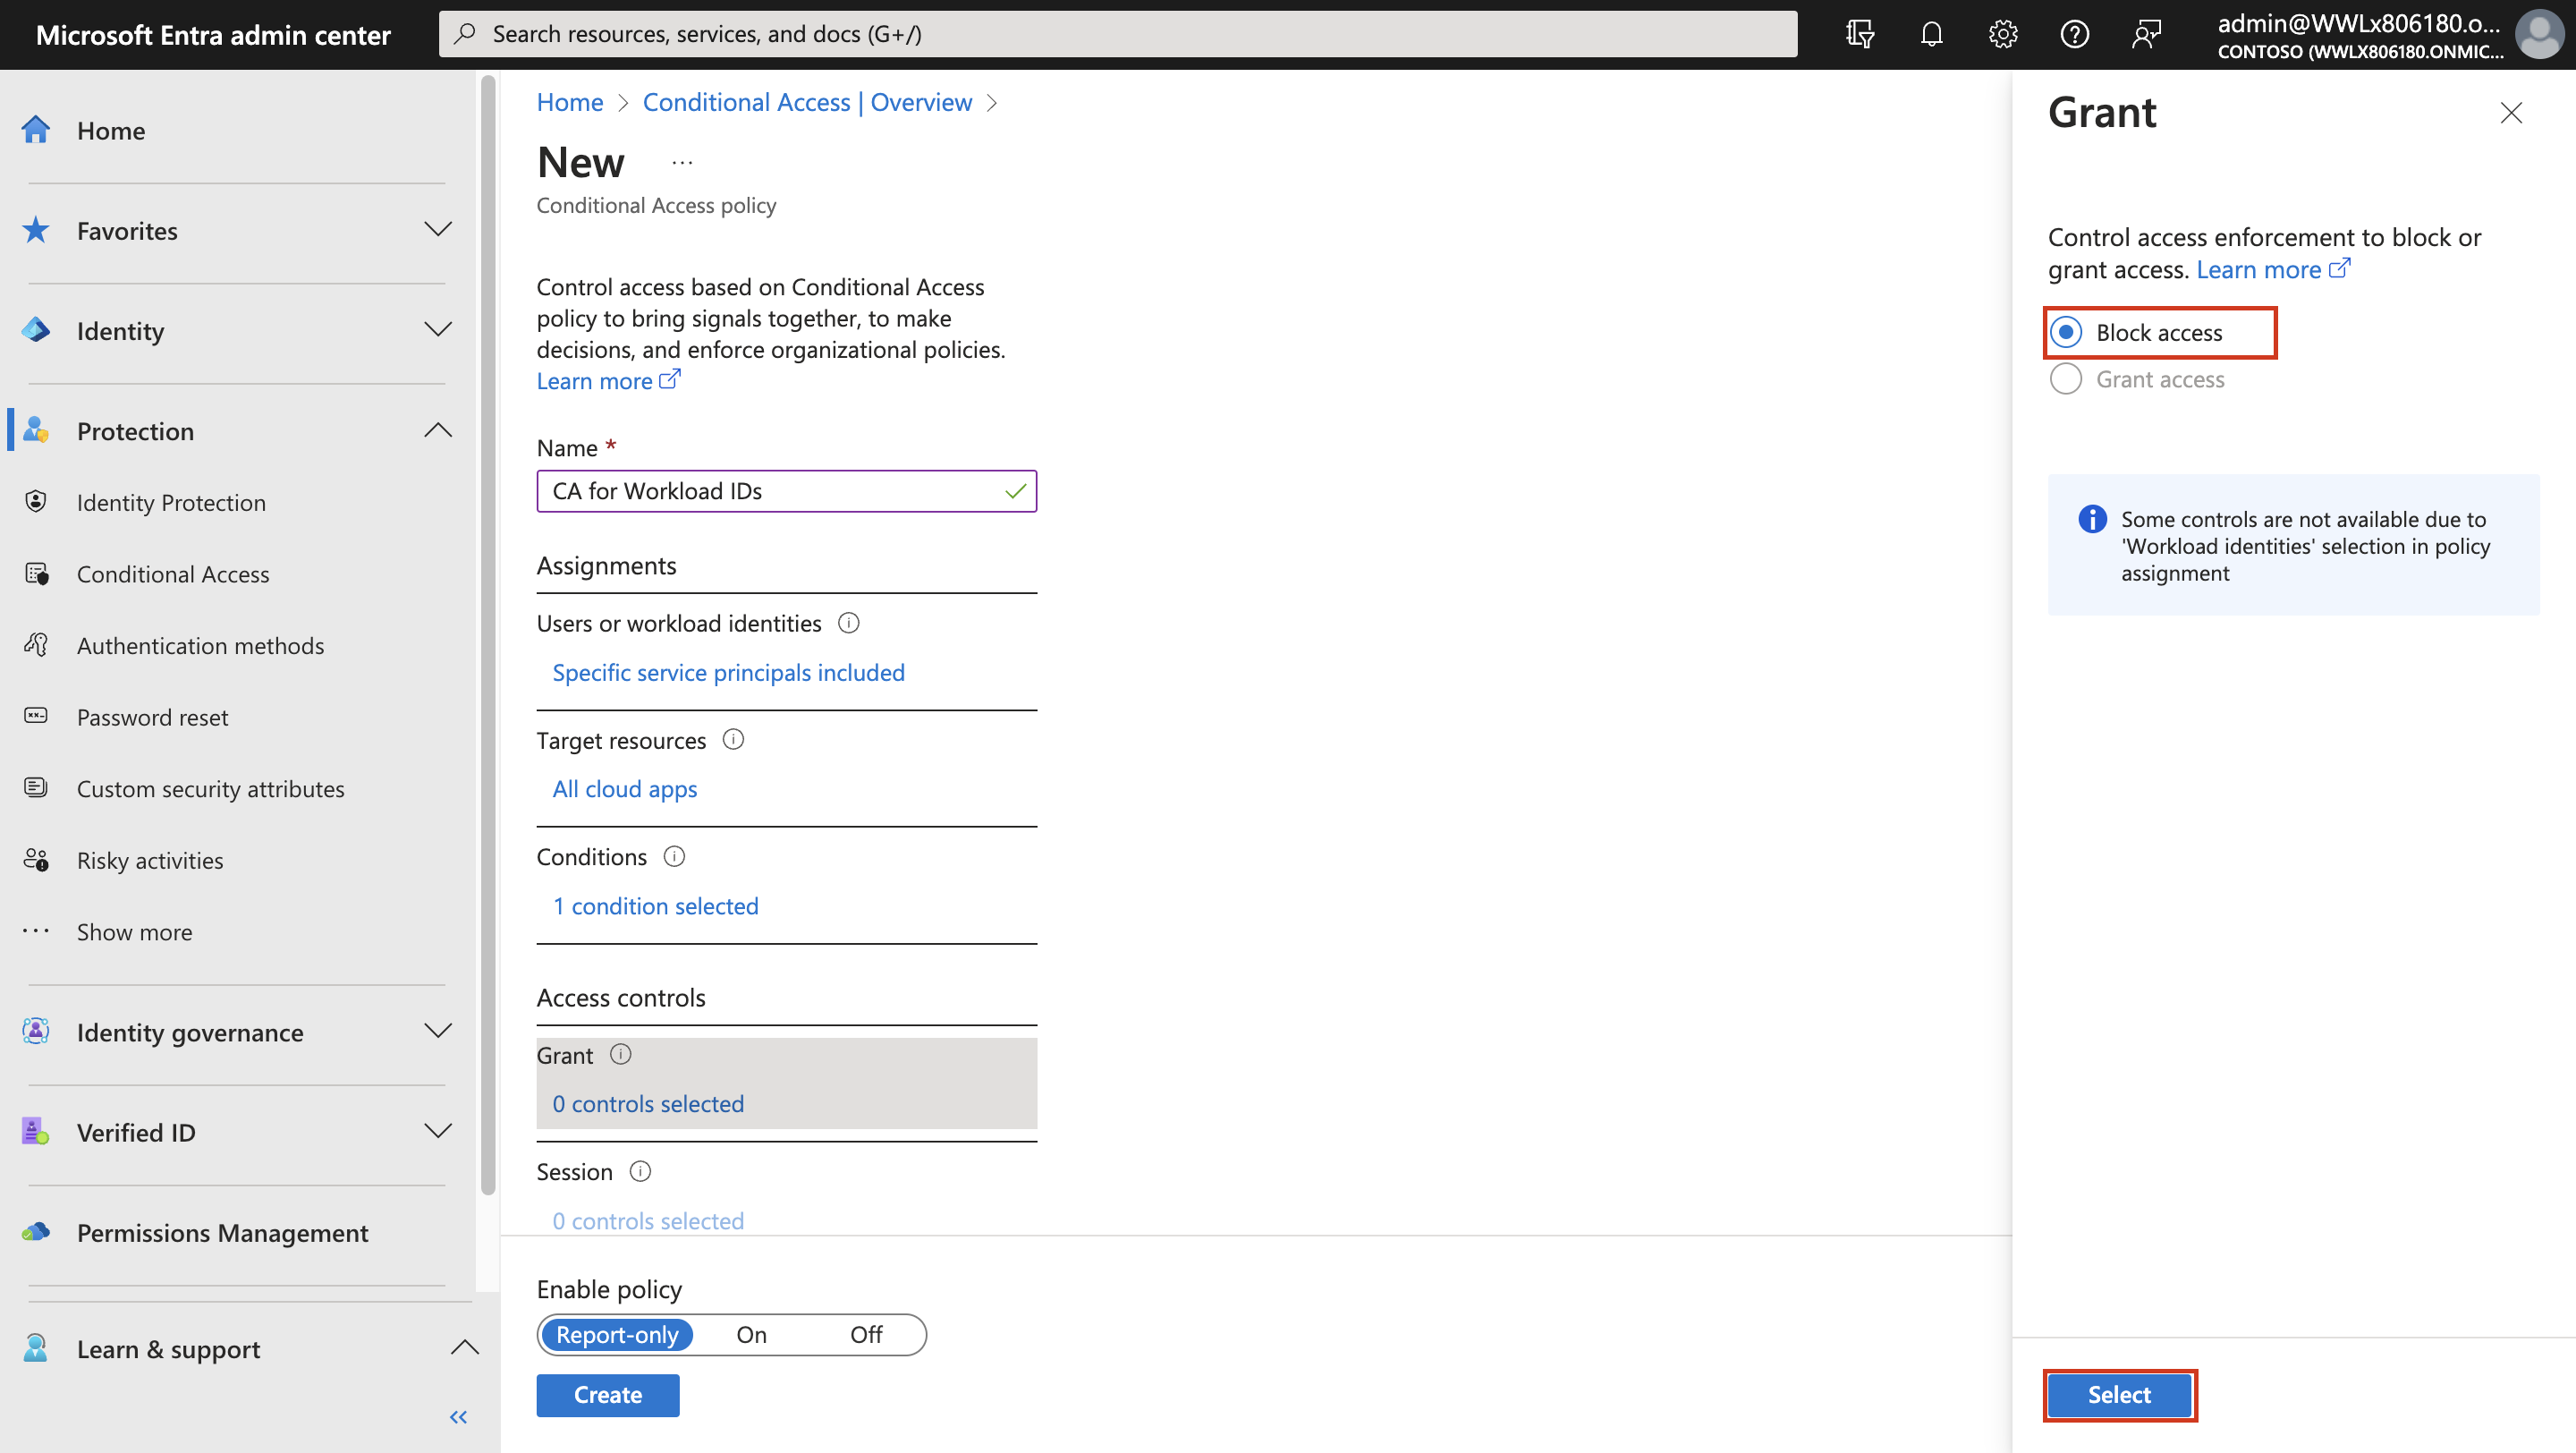 Microsoft Entra admin center
Search resources, services, and docs (G+/)
admin@WWLx806180.o...
CONTOSO (WWLX806180.ONMIC...
Home
Favorites
Identity
Protection
Identity Protection
Conditional Access
Authentication methods
Password reset
Custom security attributes
Risky activities
Show more
Identity governance
Verified ID
Permissions Management
Learn & support
Home > Conditional Access | Overview >
New ...
Conditional Access policy
Control access based on Conditional Access
policy to bring signals together, to make
decisions, and enforce organizational policies.
Learn more
Name *
CA for Workload IDs
Assignments
Users or workload identities
Specific service principals included
Target resources
All cloud apps
Conditions
1 condition selected
Access controls
Grant
0 controls selected
Session
0 controls selected
Enable policy
Report-only On Off
Create
Grant
Control access enforcement to block or
grant access. Learn more
Block access
Grant access
Some controls are not available due to
'Workload identities' selection in policy
assignment
Select